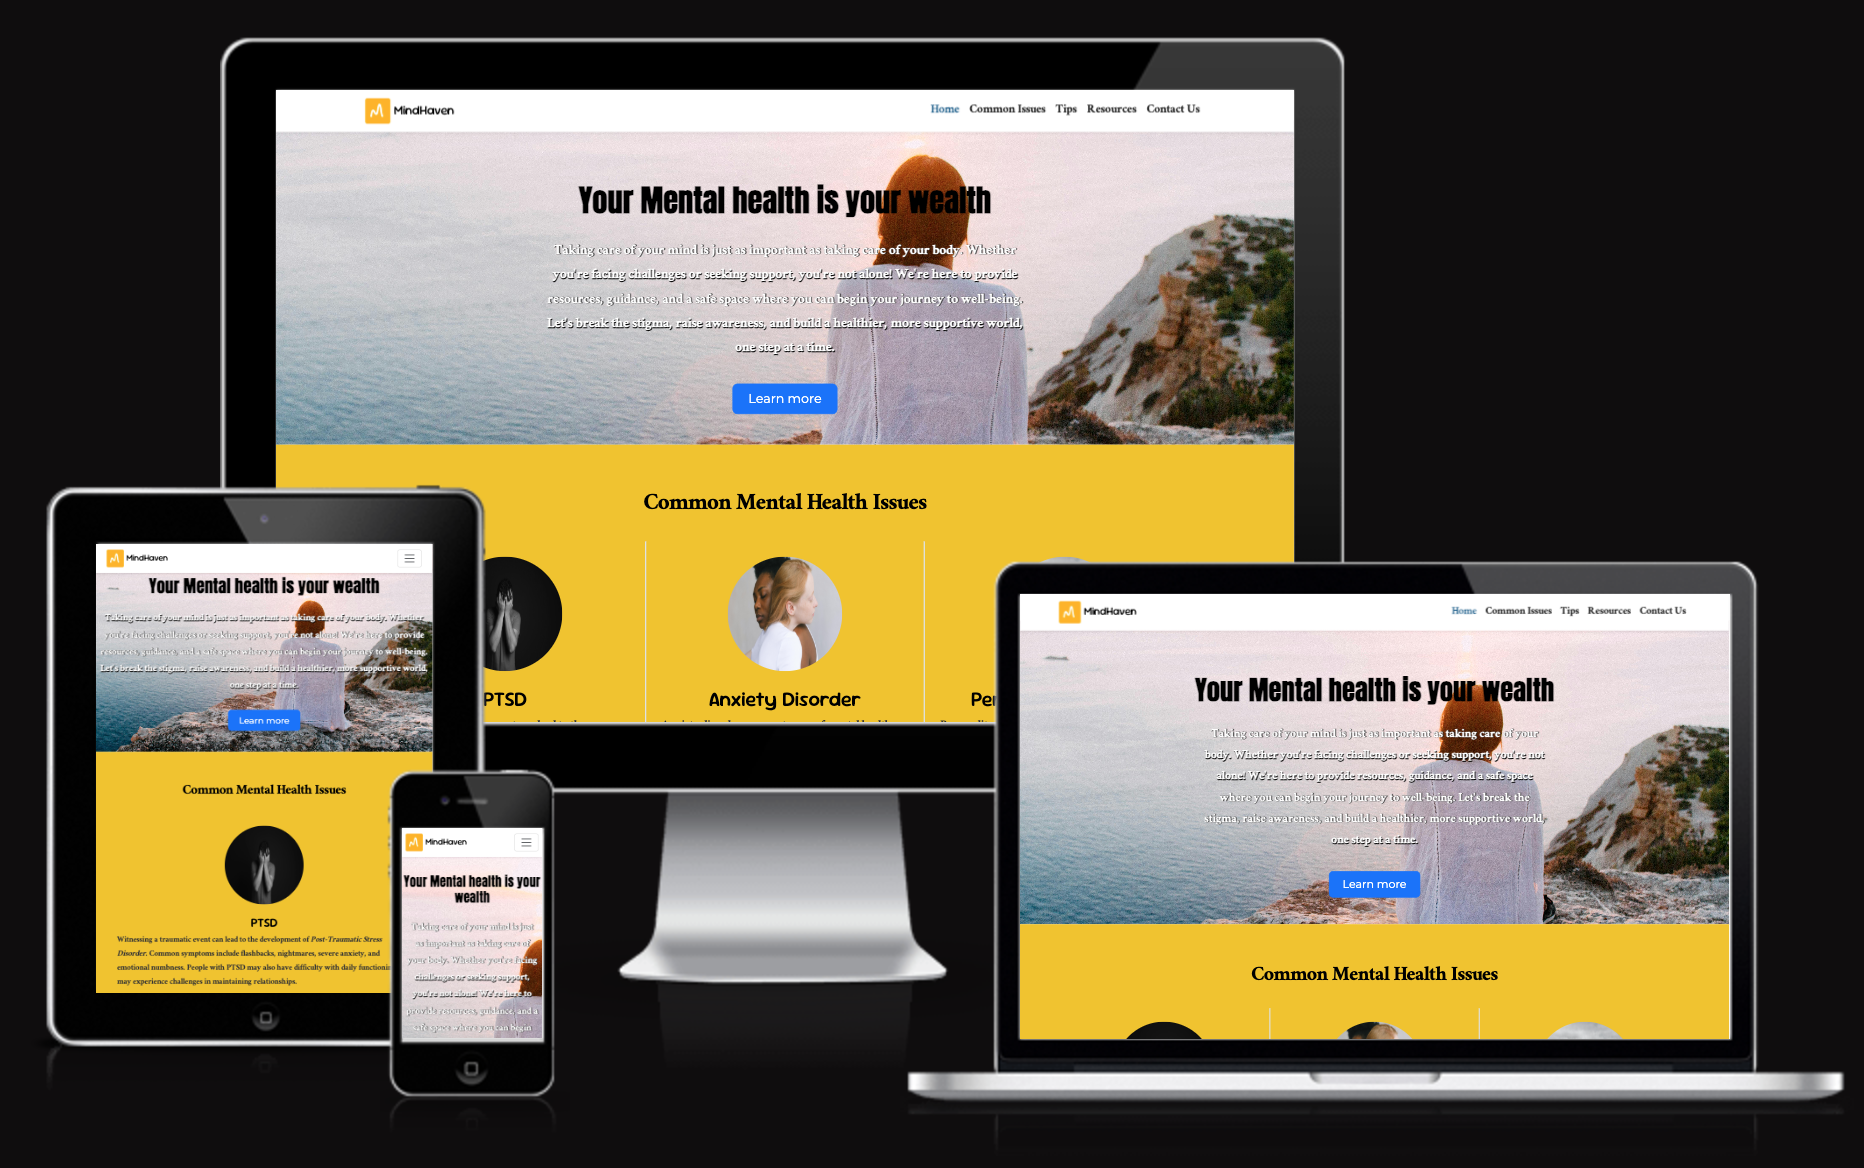 MindHaven
Home Common Issues Tips Resources Contact Us
Your Mental health is your wealth
Taking care of your mind is just as important as taking care of your body. Whether
you're facing challenges or seeking support, you're not alone! We're here to provide
resources, guidance, and a safe space where you can begin your journey to well-being.
Let's break the stigma, raise awareness, and build a healthier, more supportive world,
one step at a time.
Learn more
Common Mental Health Issues
PTSD
Anxiety Disorder
Per
MindHaven
Your Mental health is your wealth
Taking care of your mind is just as important as taking care of your body. Whether
you're facing challenges or seeking support, you're not alone! We're here to provide
resources, guidance, and a safe space where you can begin your journey to well-being.
Let's break the stigma, raise awareness, and build a healthier, more supportive world,
one step at a time.
Learn more
Common Mental Health Issues
PTSD
Witnessing a traumatic event can lead to the development of Post-Traumatic Stress
Disorder. Common symptoms include flashbacks, nightmares, severe anxiety, and
emotional numbness. People with PTSD may also have difficulty with daily functionin
may experience challenges in maintaining relationships.
MindHaven
Your Mental health is your
wealth
Taking care of your mind is just
as important as taking care of
your body. Whether you're facing
challenges or seeking support,
you're not alone! We're here to
provide resources, guidance, and a
safe space where you can begin
MindHaven
Home Common Issues Tips Resources Contact Us
Your Mental health is your wealth
Taking care of your mind is just as important as taking care of your
body. Whether you're facing challenges or seeking support, you're not
alone! We're here to provide resources, guidance, and a safe space
where you can begin your journey to well-being. Let's break the
stigma, raise awareness, and build a healthier, more supportive world,
one step at a time.
Learn more
Common Mental Health Issues